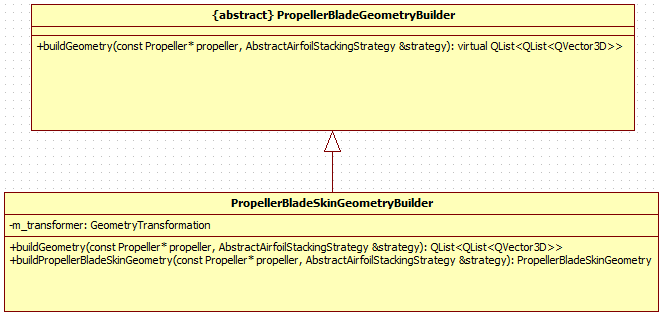 {abstract} PropellerBladeGeometryBuilder
+buildGeometry(const Propeller* propeller, AbstractAirfoilStackingStrategy &strategy): virtual QList<QList<QVector3D>>
PropellerBladeSkinGeometryBuilder
-m_transformer: GeometryTransformation
+buildGeometry(const Propeller* propeller, AbstractAirfoilStackingStrategy &strategy): QList<QList<QVector3D>>
+buildPropellerBladeSkinGeometry(const Propeller* propeller, AbstractAirfoilStackingStrategy &strategy): PropellerBladeSkinGeometry